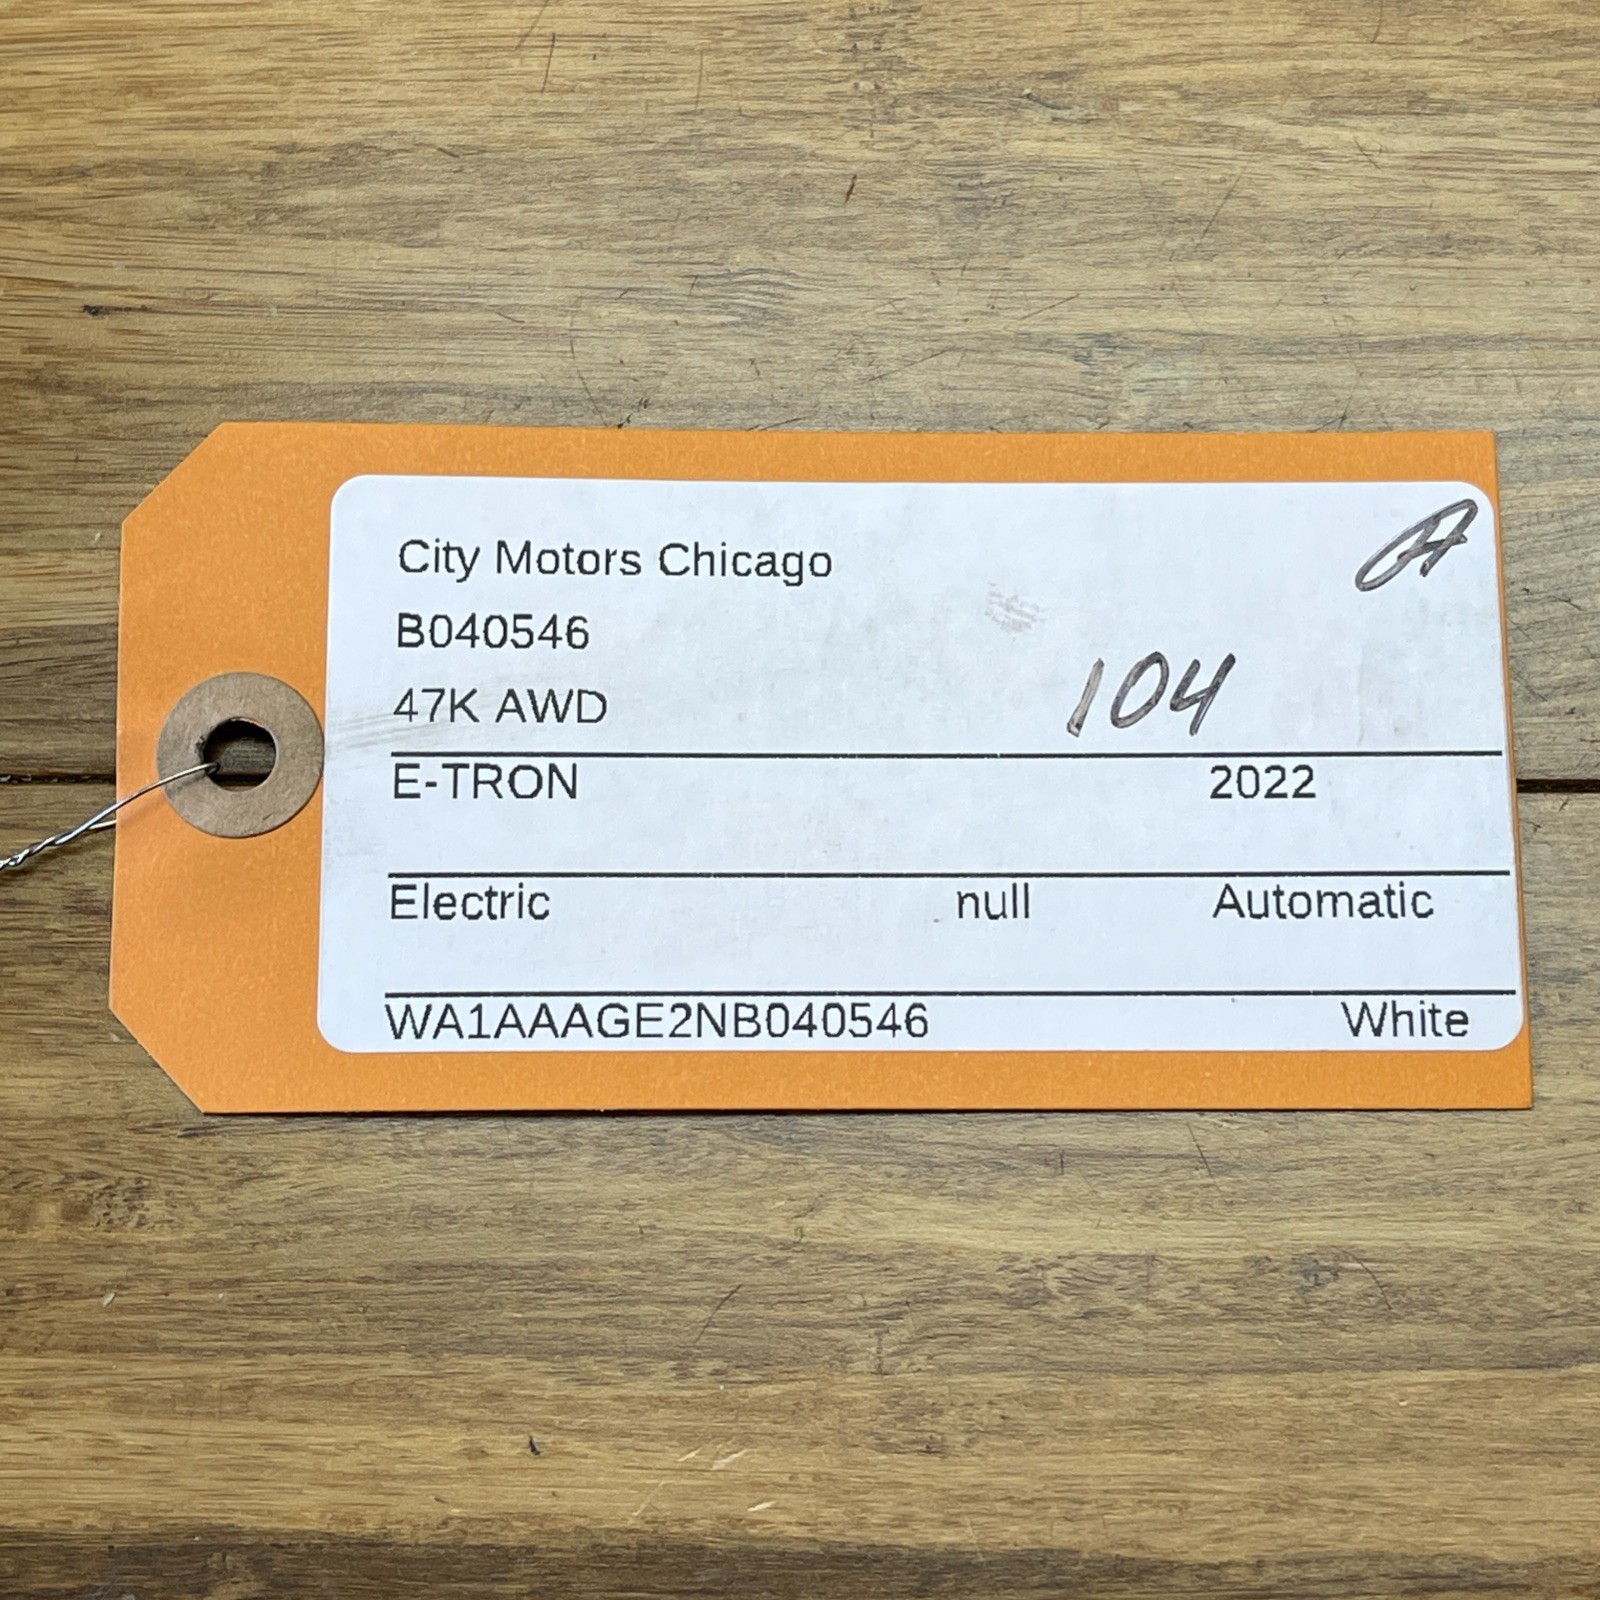 City Motors Chicago
B040546
104
47K AWD
E-TRON 2022
Electric null Automatic
WA1AAAGE2NB040546 White